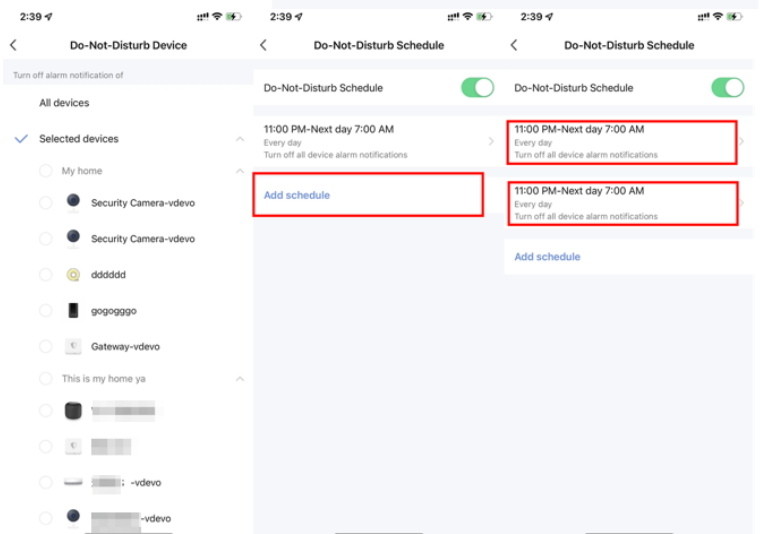 2:39
Do-Not-Disturb Device
Turn off alarm notification of
All devices
Selected devices
My home
Security Camera-vdevo
Security Camera-vdevo
dddddd
gogogggo
Gateway-vdevo
This is my home ya
-vdevo
-vdevo
2:39
Do-Not-Disturb Schedule
Do-Not-Disturb Schedule
11:00 PM-Next day 7:00 AM
Every day
Turn off all device alarm notifications
Add schedule
2:39
Do-Not-Disturb Schedule
Do-Not-Disturb Schedule
11:00 PM-Next day 7:00 AM
Every day
Turn off all device alarm notifications
11:00 PM-Next day 7:00 AM
Every day
Turn off all device alarm notifications
Add schedule